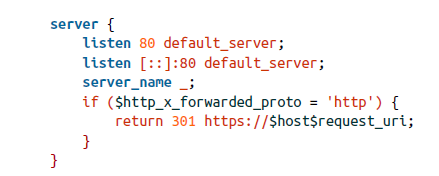 server {
    listen 80 default_server;
    listen [::]:80 default_server;
    server_name _;
    if ($http_x_forwarded_proto = 'http') {
        return 301 https://$host$request_uri;
    }
}